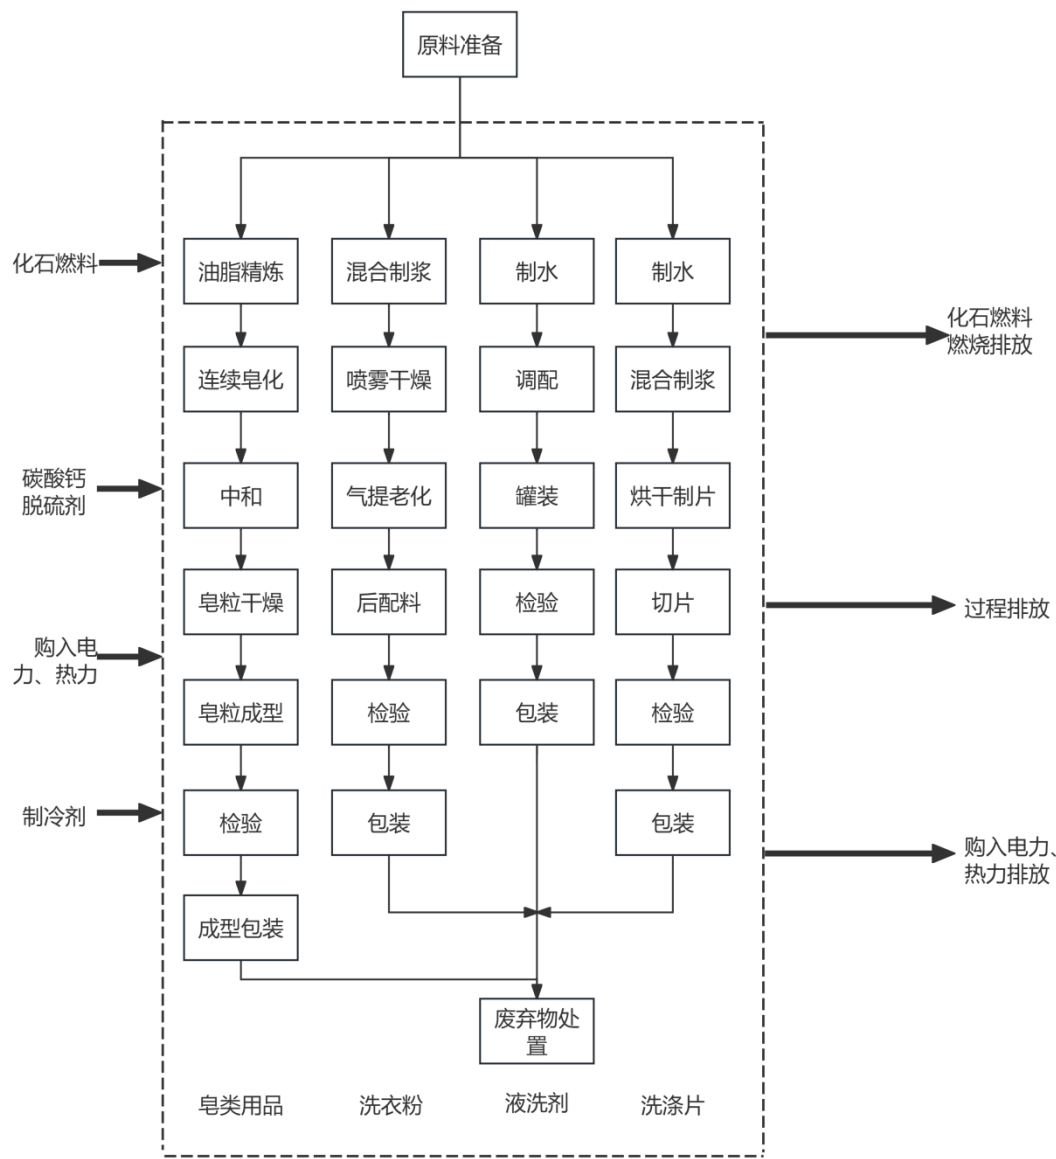 原料准备
化石燃料
油脂精炼
混合制浆
制水
制水
化石燃料
燃烧排放
连续皂化
喷雾干燥
调配
混合制浆
碳酸钙
脱硫剂
中和
气提老化
罐装
烘干制片
皂粒干燥
后配料
检验
切片
过程排放
购入电
力、热力
皂粒成型
检验
包装
检验
制冷剂
检验
包装
包装
购入电力、
热力排放
成型包装
废弃物处
置
皂类用品
洗衣粉
液洗剂
洗涤片